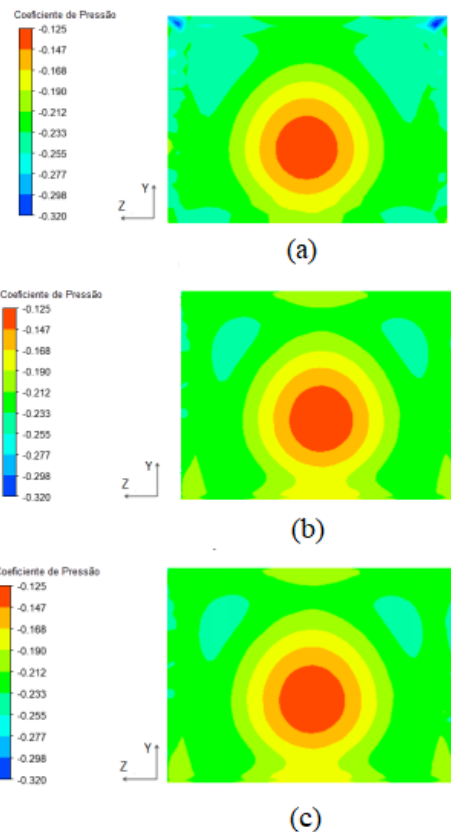 Coeficiente de Pressão
-0.125
-0.147
-0.168
-0.190
-0.212
-0.233
-0.255
-0.277
-0.298
-0.320
Y
Z
(a)
Coeficiente de Pressão
-0.125
-0.147
-0.168
-0.190
-0.212
-0.233
-0.255
-0.277
-0.298
-0.320
Y
Z
(b)
Coeficiente de Pressão
-0.125
-0.147
-0.168
-0.190
-0.212
-0.233
-0.255
-0.277
-0.298
-0.320
Y
Z
(c)